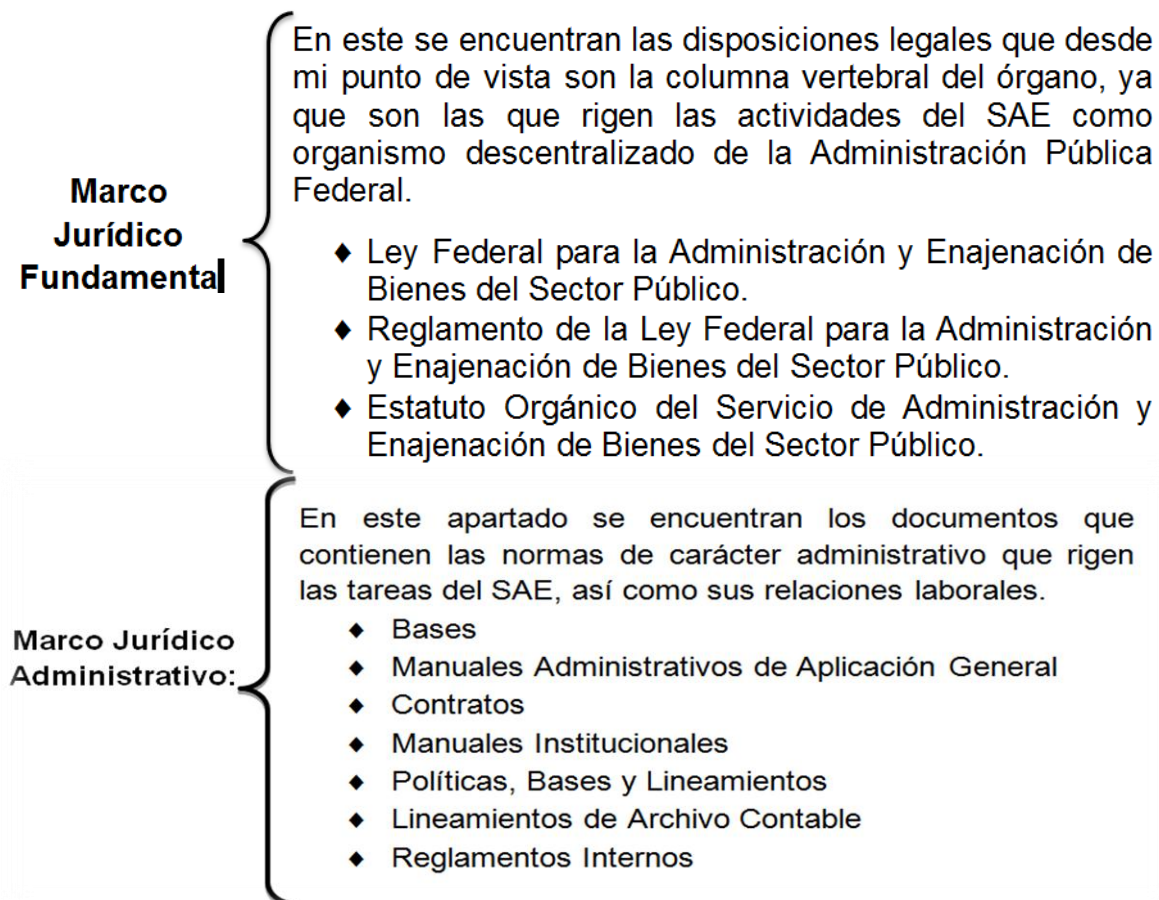 Marco
Jurídico
Fundamental
En este se encuentran las disposiciones legales que desde
mi punto de vista son la columna vertebral del órgano, ya
que son las que rigen las actividades del SAE como
organismo descentralizado de la Administración Pública
Federal.
♦ Ley Federal para la Administración y Enajenación de
Bienes del Sector Público.
♦ Reglamento de la Ley Federal para la Administración
y Enajenación de Bienes del Sector Público.
♦ Estatuto Orgánico del Servicio de Administración y
Enajenación de Bienes del Sector Público.
Marco Jurídico
Administrativo:
En este apartado se encuentran los documentos que
contienen las normas de carácter administrativo que rigen
las tareas del SAE, así como sus relaciones laborales.
♦ Bases
♦ Manuales Administrativos de Aplicación General
♦ Contratos
♦ Manuales Institucionales
♦ Políticas, Bases y Lineamientos
♦ Lineamientos de Archivo Contable
♦ Reglamentos Internos